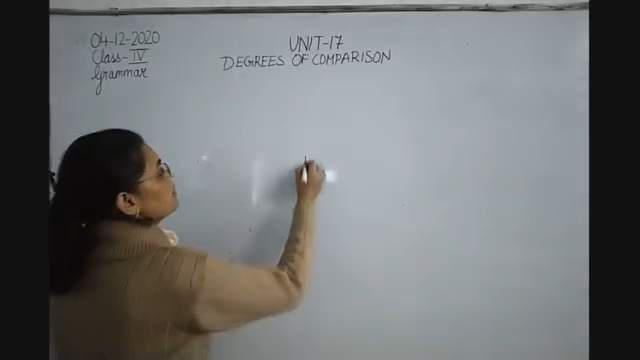 04-12-2020
Class-IV
Grammar
UNIT-17
DEGREES OF COMPARISON